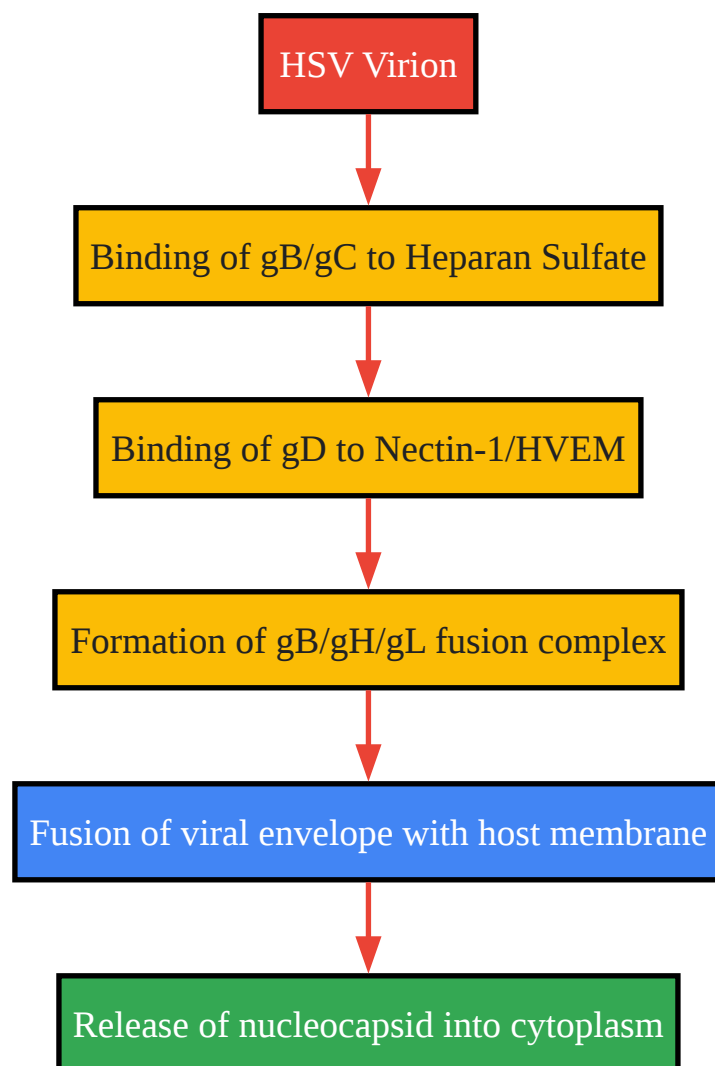 HSV Virion
Binding of gB/gC to Heparan Sulfate
Binding of gD to Nectin-1/HVEM
Formation of gB/gH/gL fusion complex
Fusion of viral envelope with host membrane
Release of nucleocapsid into cytoplasm